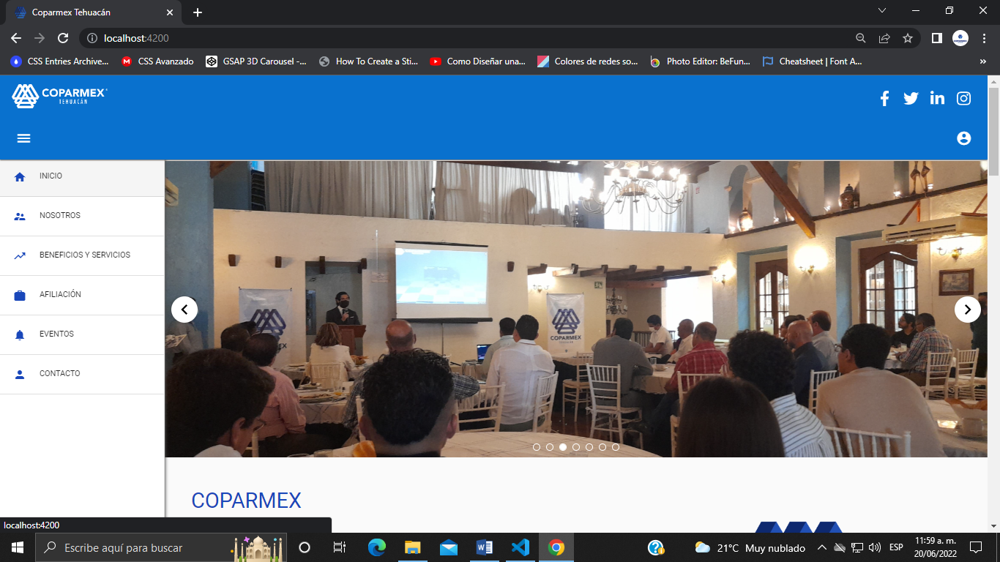 Coparmex Tehuacán
localhost:4200
CSS Entries Archive...
CSS Avanzado
GSAP 3D Carousel -...
How To Create a Sti...
Como Diseñar una...
Colores de redes so...
Photo Editor: BeFun...
Cheatsheet | Font A...
»
COPARMEX
TEHUACÁN
INICIO
NOSOTROS
BENEFICIOS Y SERVICIOS
AFILIACIÓN
EVENTOS
CONTACTO
COPARMEX
COPARMEX
TEHUACÁN
COPARMEX
localhost:4200
Escribe aquí para buscar
21°C Muy nublado
ESP
11:59 a. m.
20/06/2022